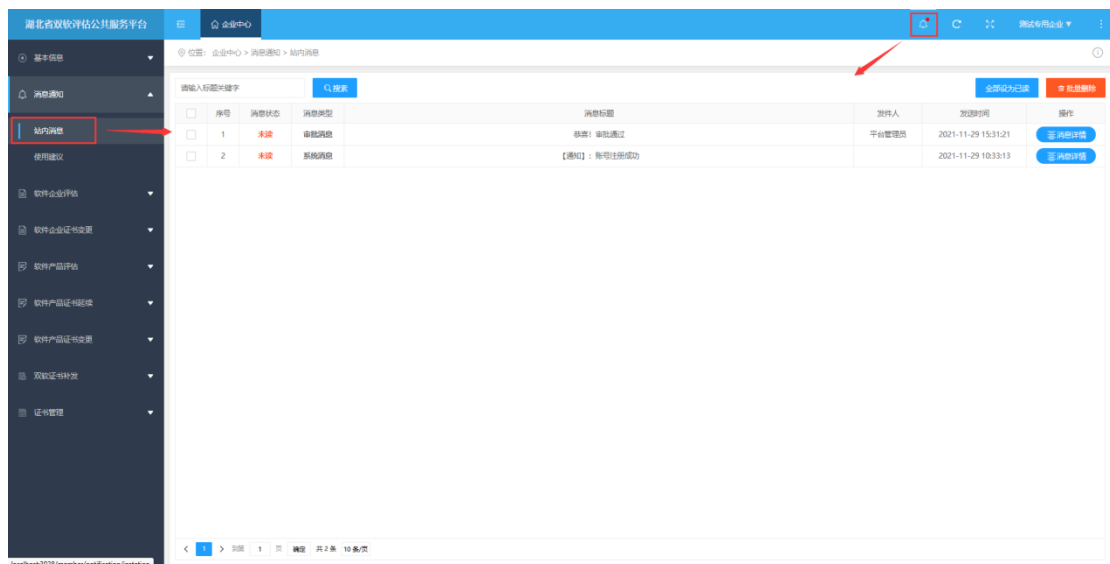 湖北省双软评估公共服务平台
企业中心
测试专用企业
基本信息
消息通知
站内消息
使用建议
软件企业评估
软件企业证书变更
软件产品评估
软件产品证书延续
软件产品证书变更
双软证书补发
证书管理
位置： 企业中心 > 消息通知 > 站内消息
请输入标题关键字 搜索 全部设为已读 批量删除
序号 消息状态 消息类型 消息标题 发件人 发送时间 操作
1 未读 审批消息 恭喜！审批通过 平台管理员 2021-11-29 15:31:21 消息详情
2 未读 系统消息 【通知】：账号注册成功 2021-11-29 10:33:13 消息详情
< 1 > 到第 1 页 确定 共 2 条 10 条/页